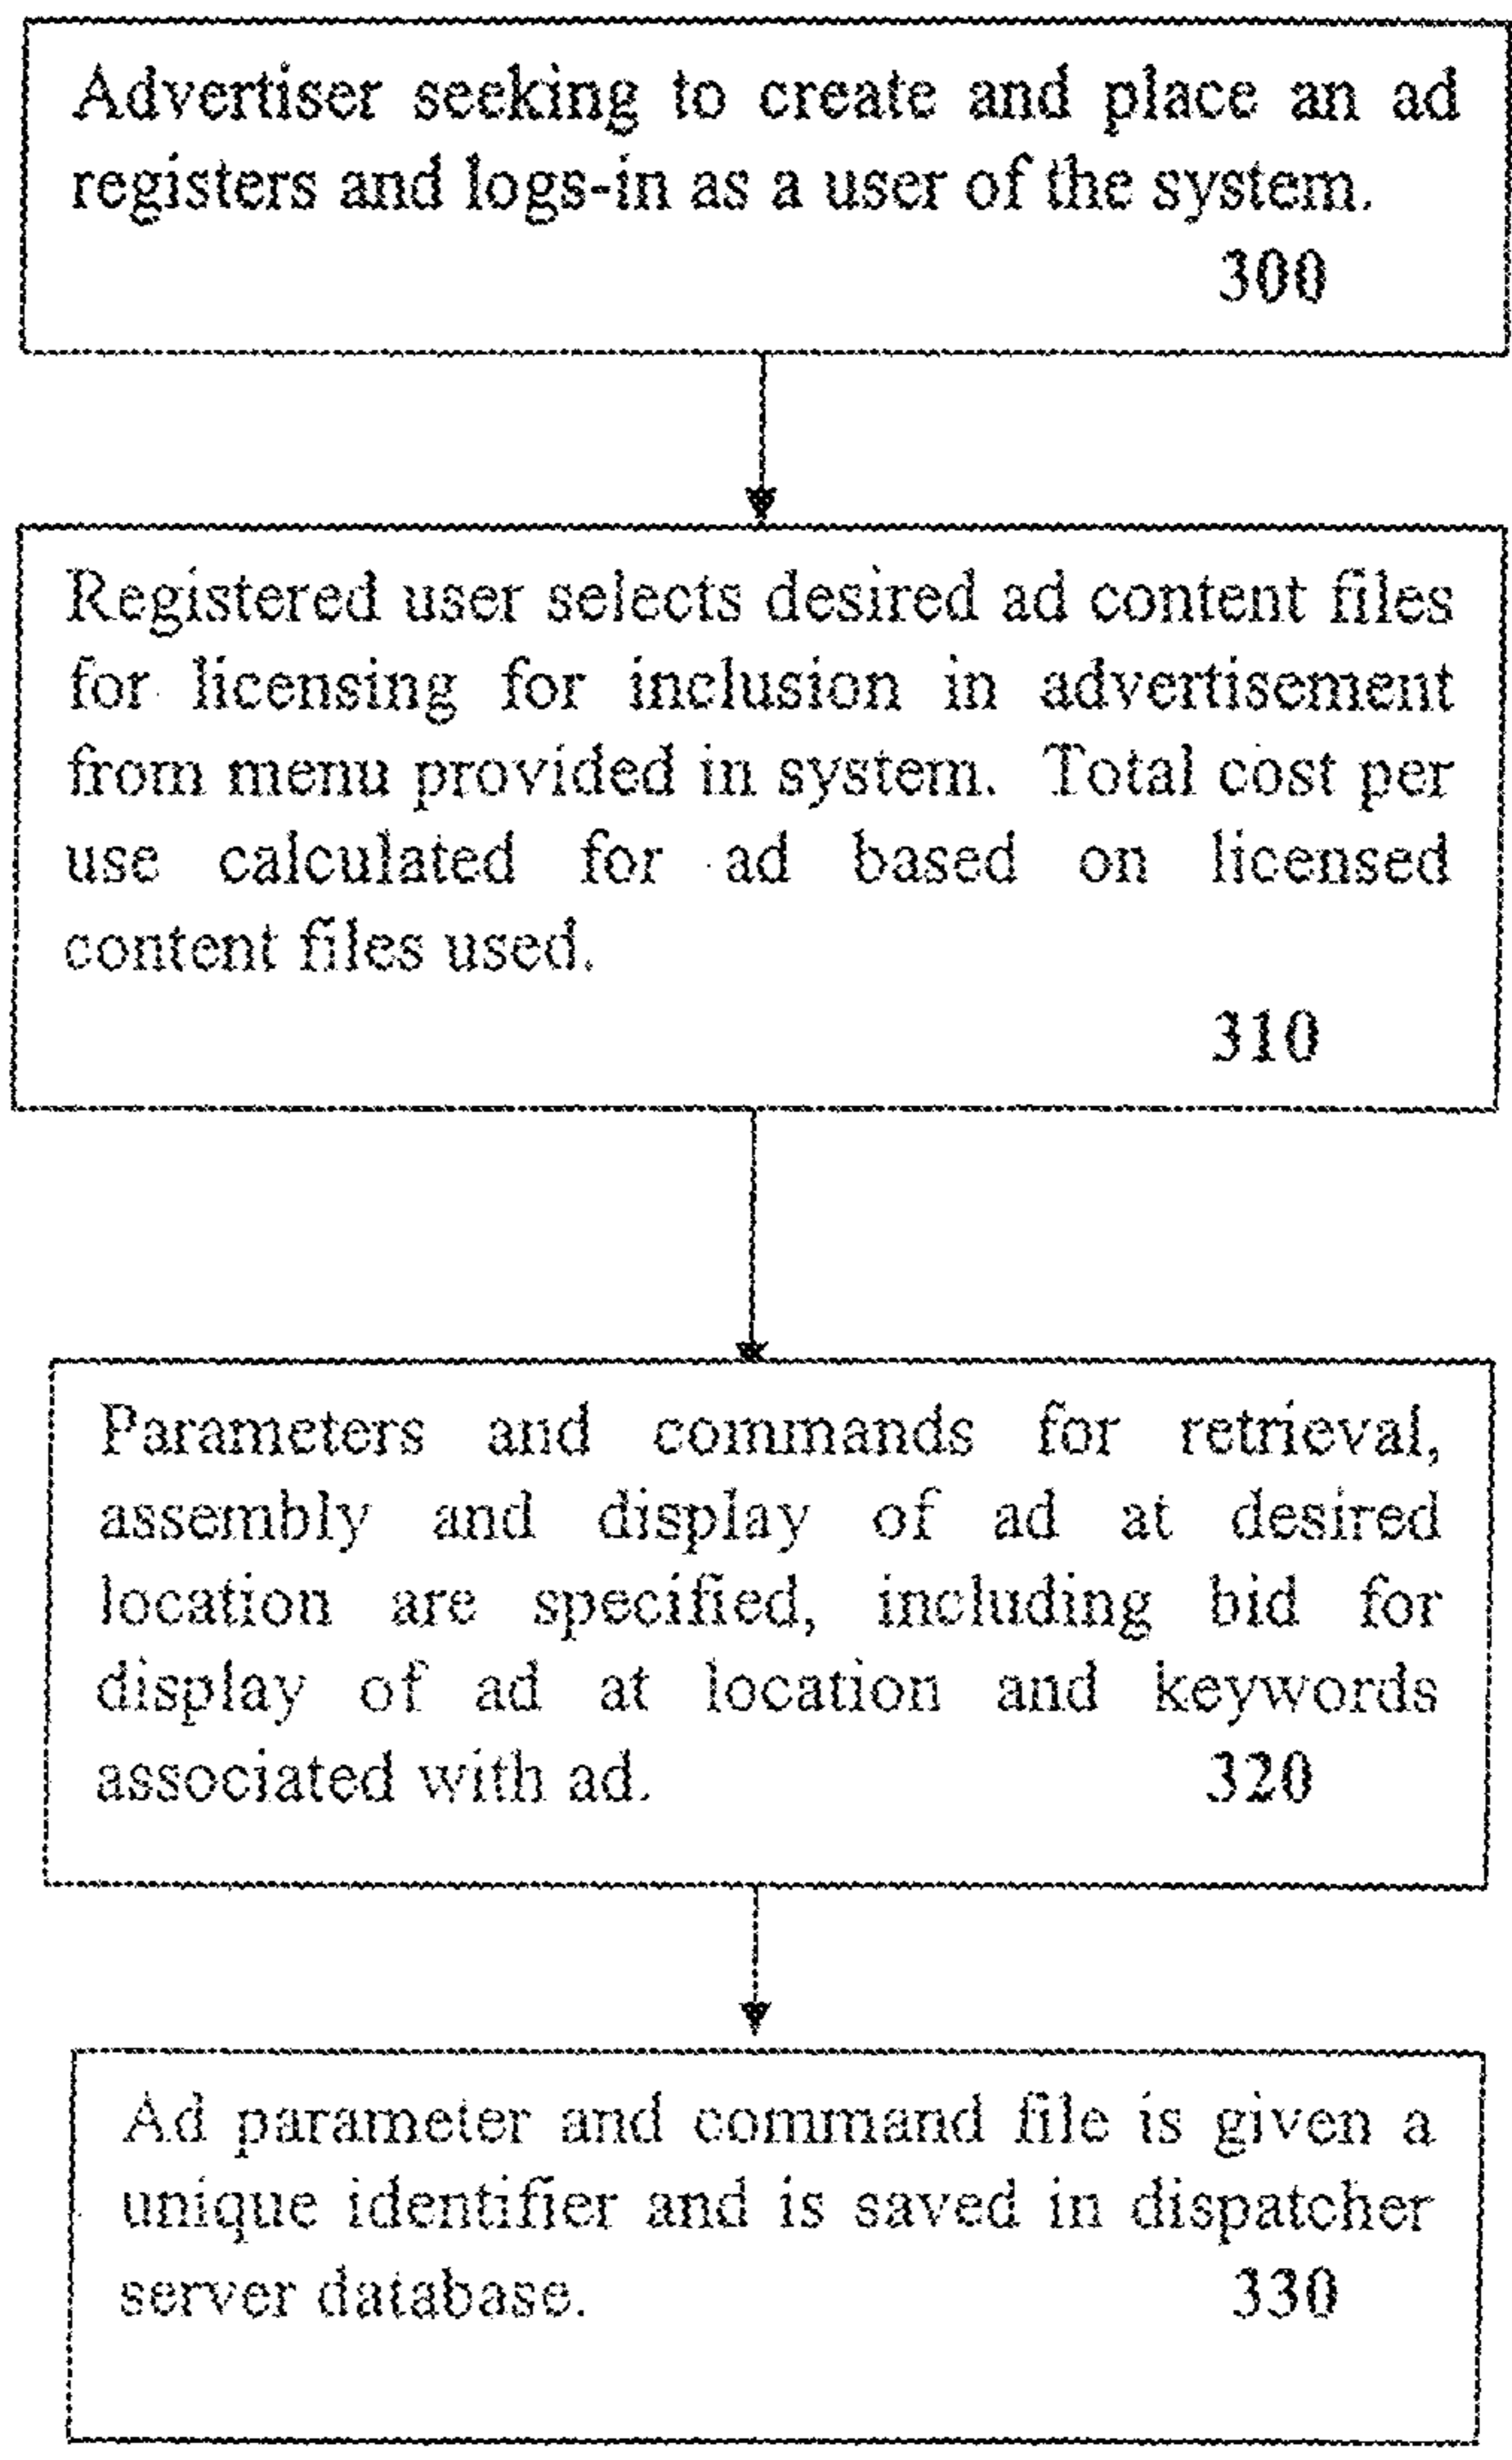 Advertiser seeking to create and place an ad
registers and logs-in as a user of the system.
300
Registered user selects desired ad content files
for licensing for inclusion in advertisement
from menu provided in system. Total cost per
use calculated for ad based on licensed
content files used.
310
Parameters and commands for retrieval,
assembly and display of ad at desired
location are specified, including bid for
display of ad at location and keywords
associated with ad. 320
Ad parameter and command file is given a
unique identifier and is saved in dispatcher
server database. 330